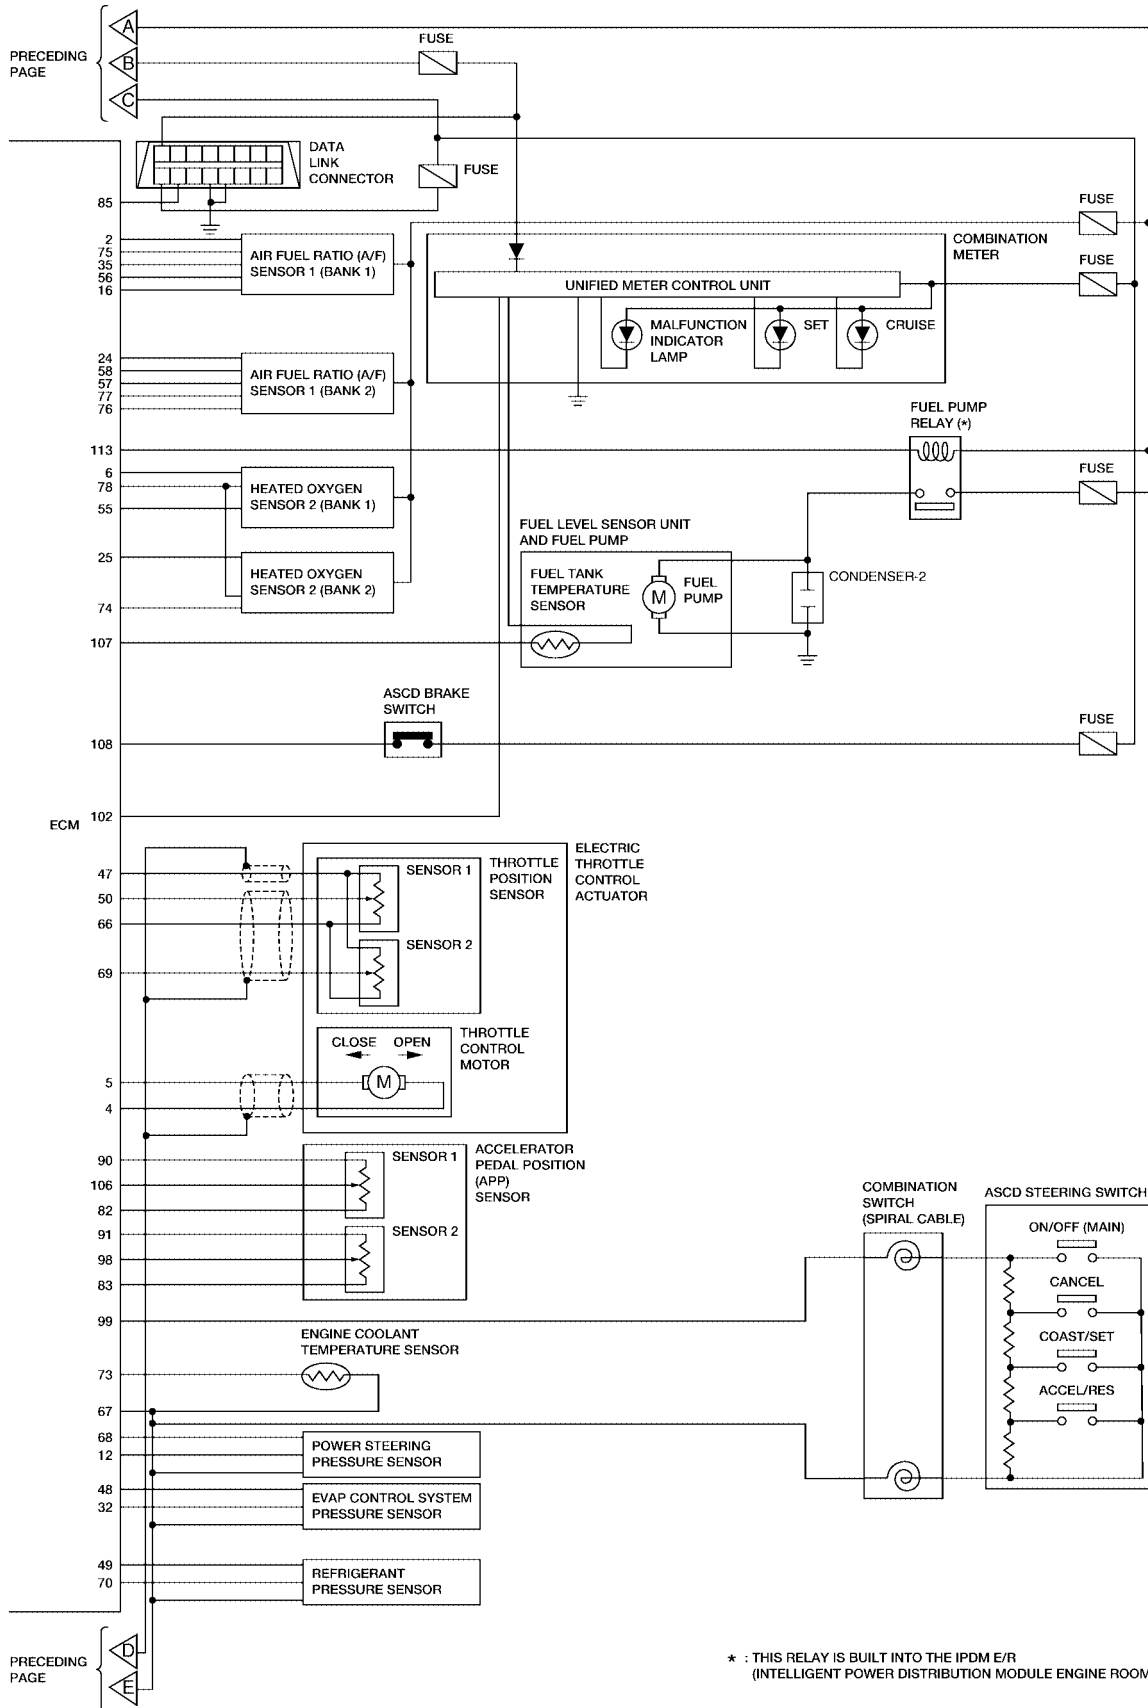 PRECEDING
PAGE
A
B
C
FUSE
DATA
LINK
CONNECTOR
FUSE
85
2
75
35
56
16
AIR FUEL RATIO (A/F)
SENSOR 1 (BANK 1)
FUSE
COMBINATION
METER
FUSE
UNIFIED METER CONTROL UNIT
MALFUNCTION
INDICATOR
LAMP
SET
CRUISE
24
58
57
77
76
AIR FUEL RATIO (A/F)
SENSOR 1 (BANK 2)
FUEL PUMP
RELAY (*)
113
6
78
55
HEATED OXYGEN
SENSOR 2 (BANK 1)
FUSE
25
74
HEATED OXYGEN
SENSOR 2 (BANK 2)
FUEL LEVEL SENSOR UNIT
AND FUEL PUMP
FUEL TANK
TEMPERATURE
SENSOR
M
FUEL
PUMP
CONDENSER-2
107
ASCD BRAKE
SWITCH
FUSE
108
ECM
102
47
50
66
69
SENSOR 1
SENSOR 2
THROTTLE
POSITION
SENSOR
ELECTRIC
THROTTLE
CONTROL
ACTUATOR
5
4
CLOSE
OPEN
M
THROTTLE
CONTROL
MOTOR
90
106
82
91
98
83
SENSOR 1
SENSOR 2
ACCELERATOR
PEDAL POSITION
(APP)
SENSOR
COMBINATION
SWITCH
(SPIRAL CABLE)
ASCD STEERING SWITCH
ON/OFF (MAIN)
CANCEL
COAST/SET
ACCEL/RES
99
ENGINE COOLANT
TEMPERATURE SENSOR
73
67
68
12
POWER STEERING
PRESSURE SENSOR
48
32
EVAP CONTROL SYSTEM
PRESSURE SENSOR
49
70
REFRIGERANT
PRESSURE SENSOR
PRECEDING
PAGE
D
E
* : THIS RELAY IS BUILT INTO THE IPDM E/R
(INTELLIGENT POWER DISTRIBUTION MODULE ENGINE ROOM